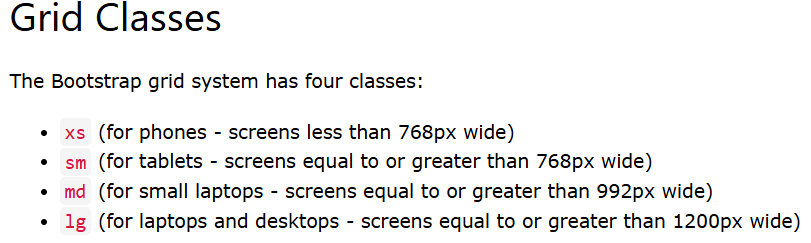 Grid Classes
The Bootstrap grid system has four classes:
• xs (for phones - screens less than 768px wide)
• sm (for tablets - screens equal to or greater than 768px wide)
• md (for small laptops - screens equal to or greater than 992px wide)
• lg (for laptops and desktops - screens equal to or greater than 1200px wide)